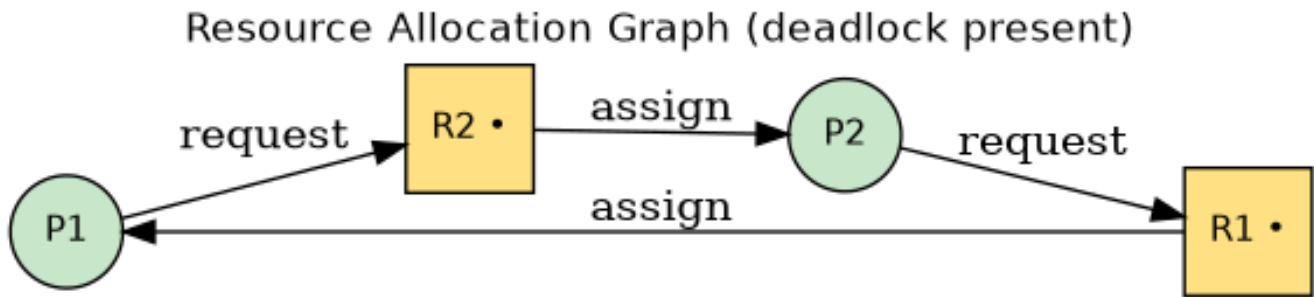 Resource Allocation Graph (deadlock present)
request
R2 •
assign
P2
request
P1
assign
R1 •